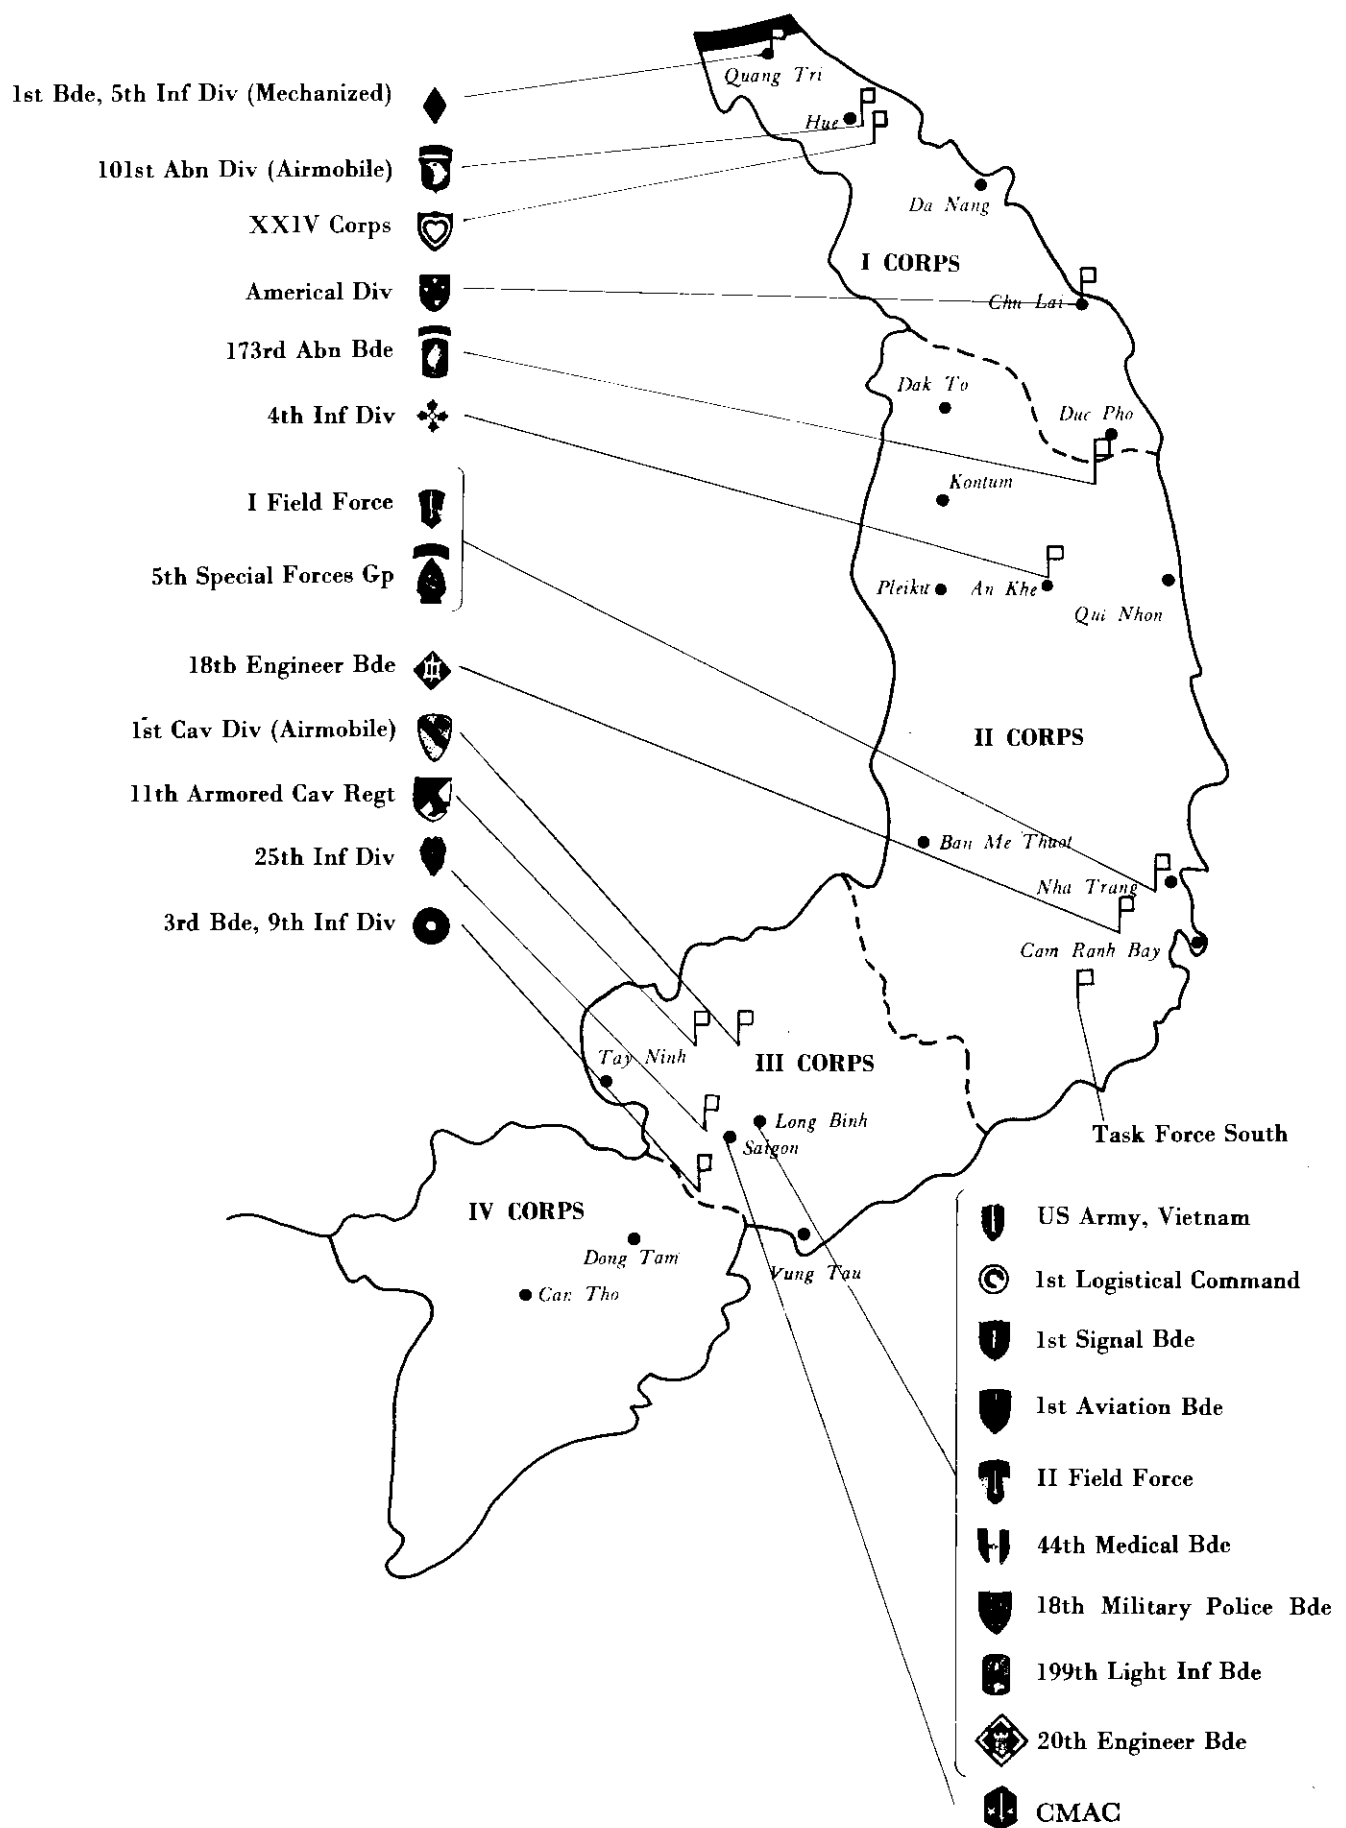 1st Bde, 5th Inf Div (Mechanized)
101st Abn Div (Airmobile)
XXIV Corps
Americal Div
173rd Abn Bde
4th Inf Div
I Field Force
5th Special Forces Gp
18tb Engineer Bde
1st Cav Div (Airmobile)
11th Armored Cav Regt
25th Inf Div
3rd Bde, 9th Inf Div
Quang Tri
Hue
Da Nang
I CORPS
Chu Lai
Dak To
Duc Pho
Kontum
Pleiku
An Khe
Qui Nhon
II CORPS
Ban Me Thuot
Nha Trang
Cam Ranh Bay
Tay Ninh
III CORPS
Long Binh
Saigon
Task Force South
IV CORPS
Dong Tam
Can Tho
Vung Tau
US Army, Vietnam
1st Logistical Command
1st Signal Bde
1st Aviation Bde
II Field Force
44th Medical Bde
18th Military Police Bde
199th Light Inf Bde
20th Engineer Bde
CMAC